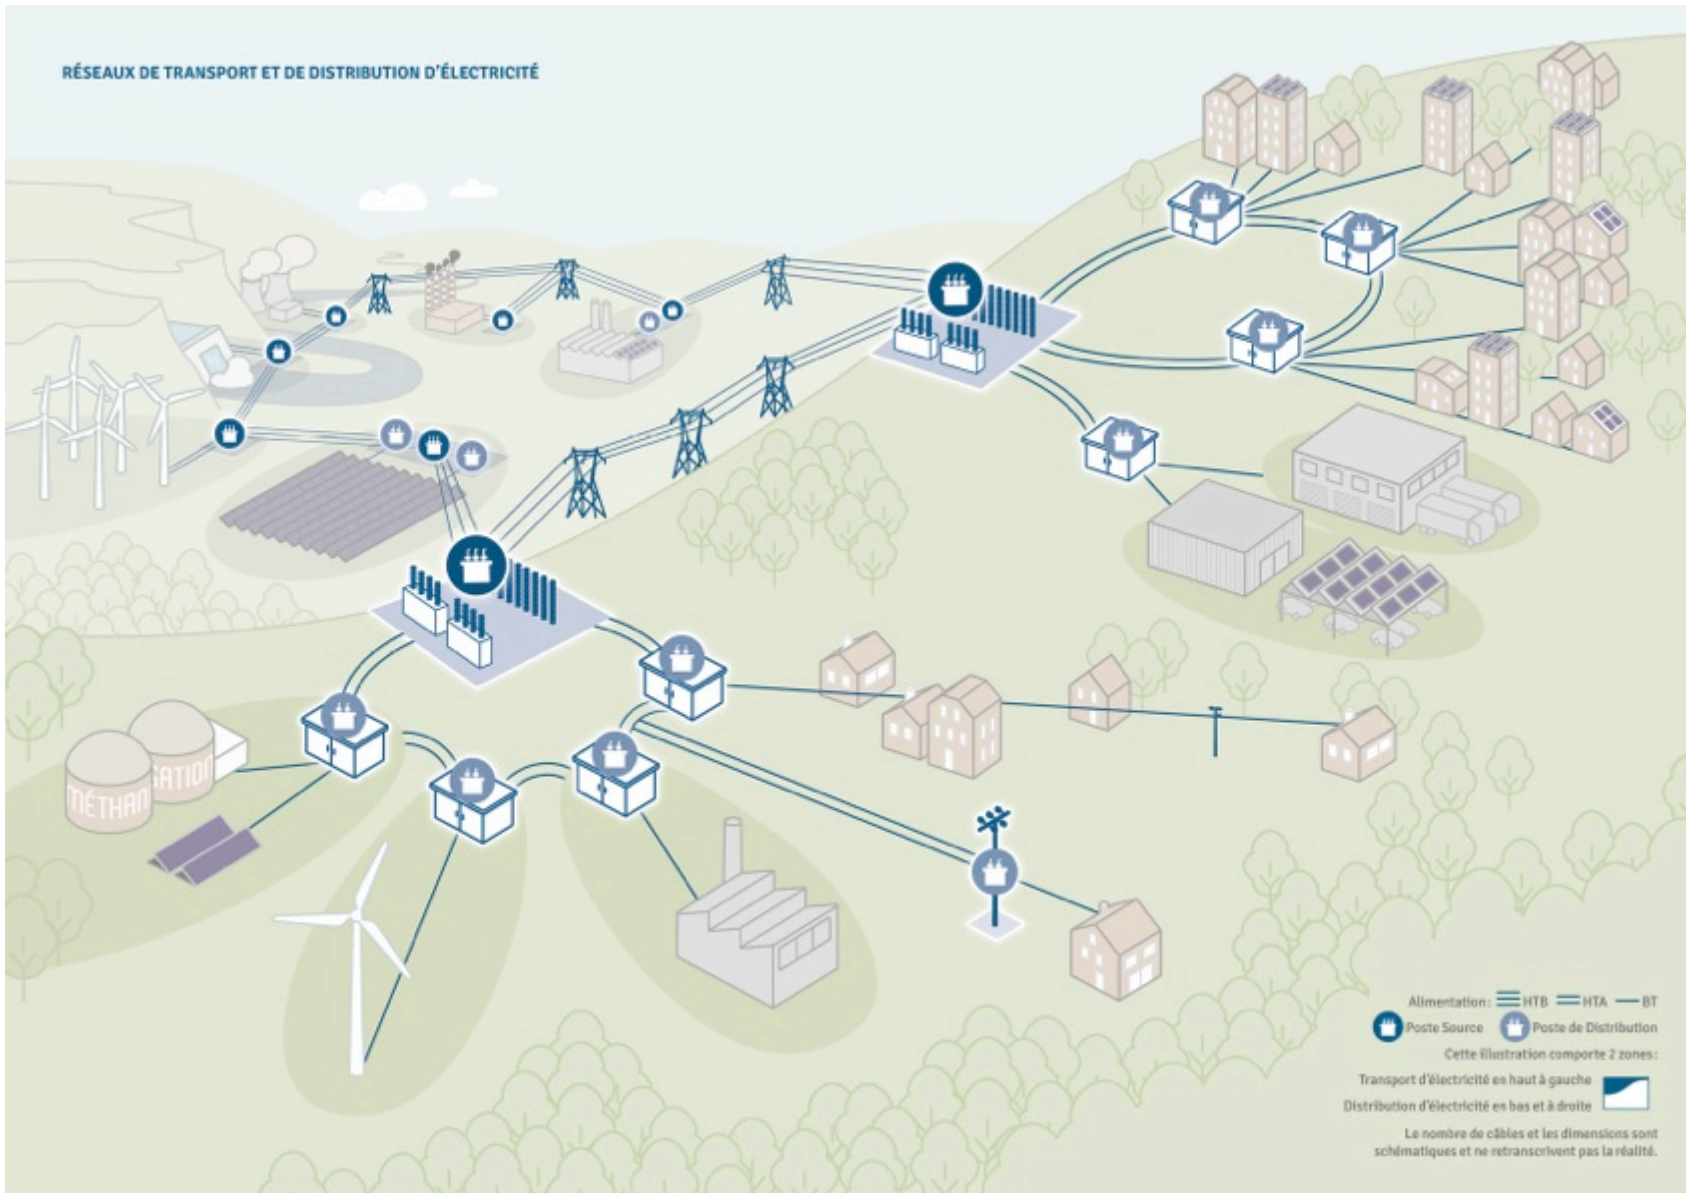 RÉSEAUX DE TRANSPORT ET DE DISTRIBUTION D'ÉLECTRICITÉ
MÉTHAN
SATION
Alimentation : HTB HTA BT
Poste Source Poste de Distribution
Cette illustration comporte 2 zones :
Transport d'électricité en haut à gauche
Distribution d'électricité en bas et à droite
Le nombre de câbles et les dimensions sont
schématiques et ne retranscrivent pas la réalité.